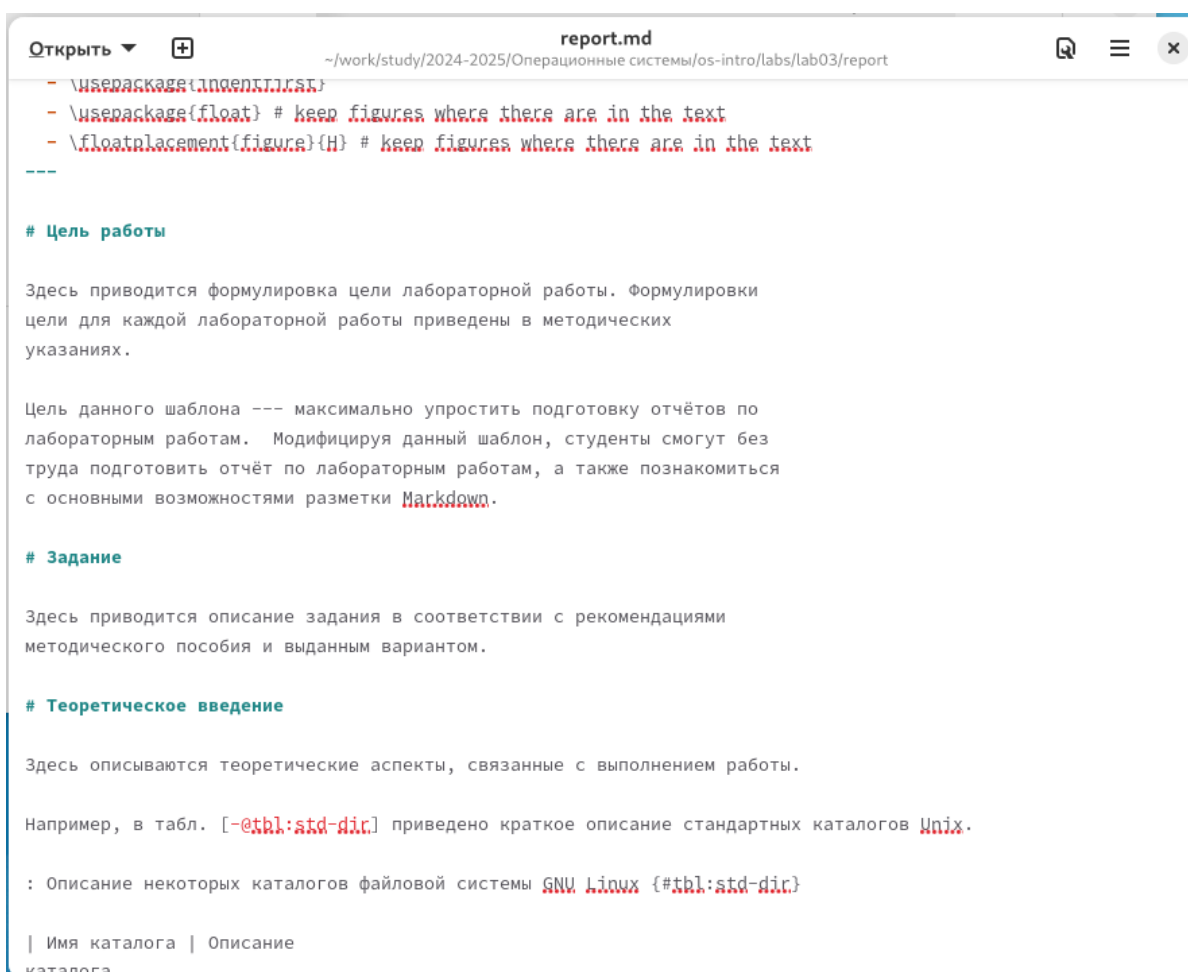 Открыть
report.md
~/work/study/2024-2025/Операционные системы/os-intro/labs/lab03/report
- \usepackage{indentfirst}
- \usepackage{float} # keep figures where there are in the text
- \floatplacement{figure}{H} # keep figures where there are in the text
---
# Цель работы
Здесь приводится формулировка цели лабораторной работы. Формулировки
цели для каждой лабораторной работы приведены в методических
указаниях.
Цель данного шаблона --- максимально упростить подготовку отчётов по
лабораторным работам.  Модифицируя данный шаблон, студенты смогут без
труда подготовить отчёт по лабораторным работам, а также познакомиться
с основными возможностями разметки Markdown.
# Задание
Здесь приводится описание задания в соответствии с рекомендациями
методического пособия и выданным вариантом.
# Теоретическое введение
Здесь описываются теоретические аспекты, связанные с выполнением работы.
Например, в табл. [-@tbl:std-dir] приведено краткое описание стандартных каталогов Unix.
: Описание некоторых каталогов файловой системы GNU Linux {#tbl:std-dir}
| Имя каталога | Описание
каталога